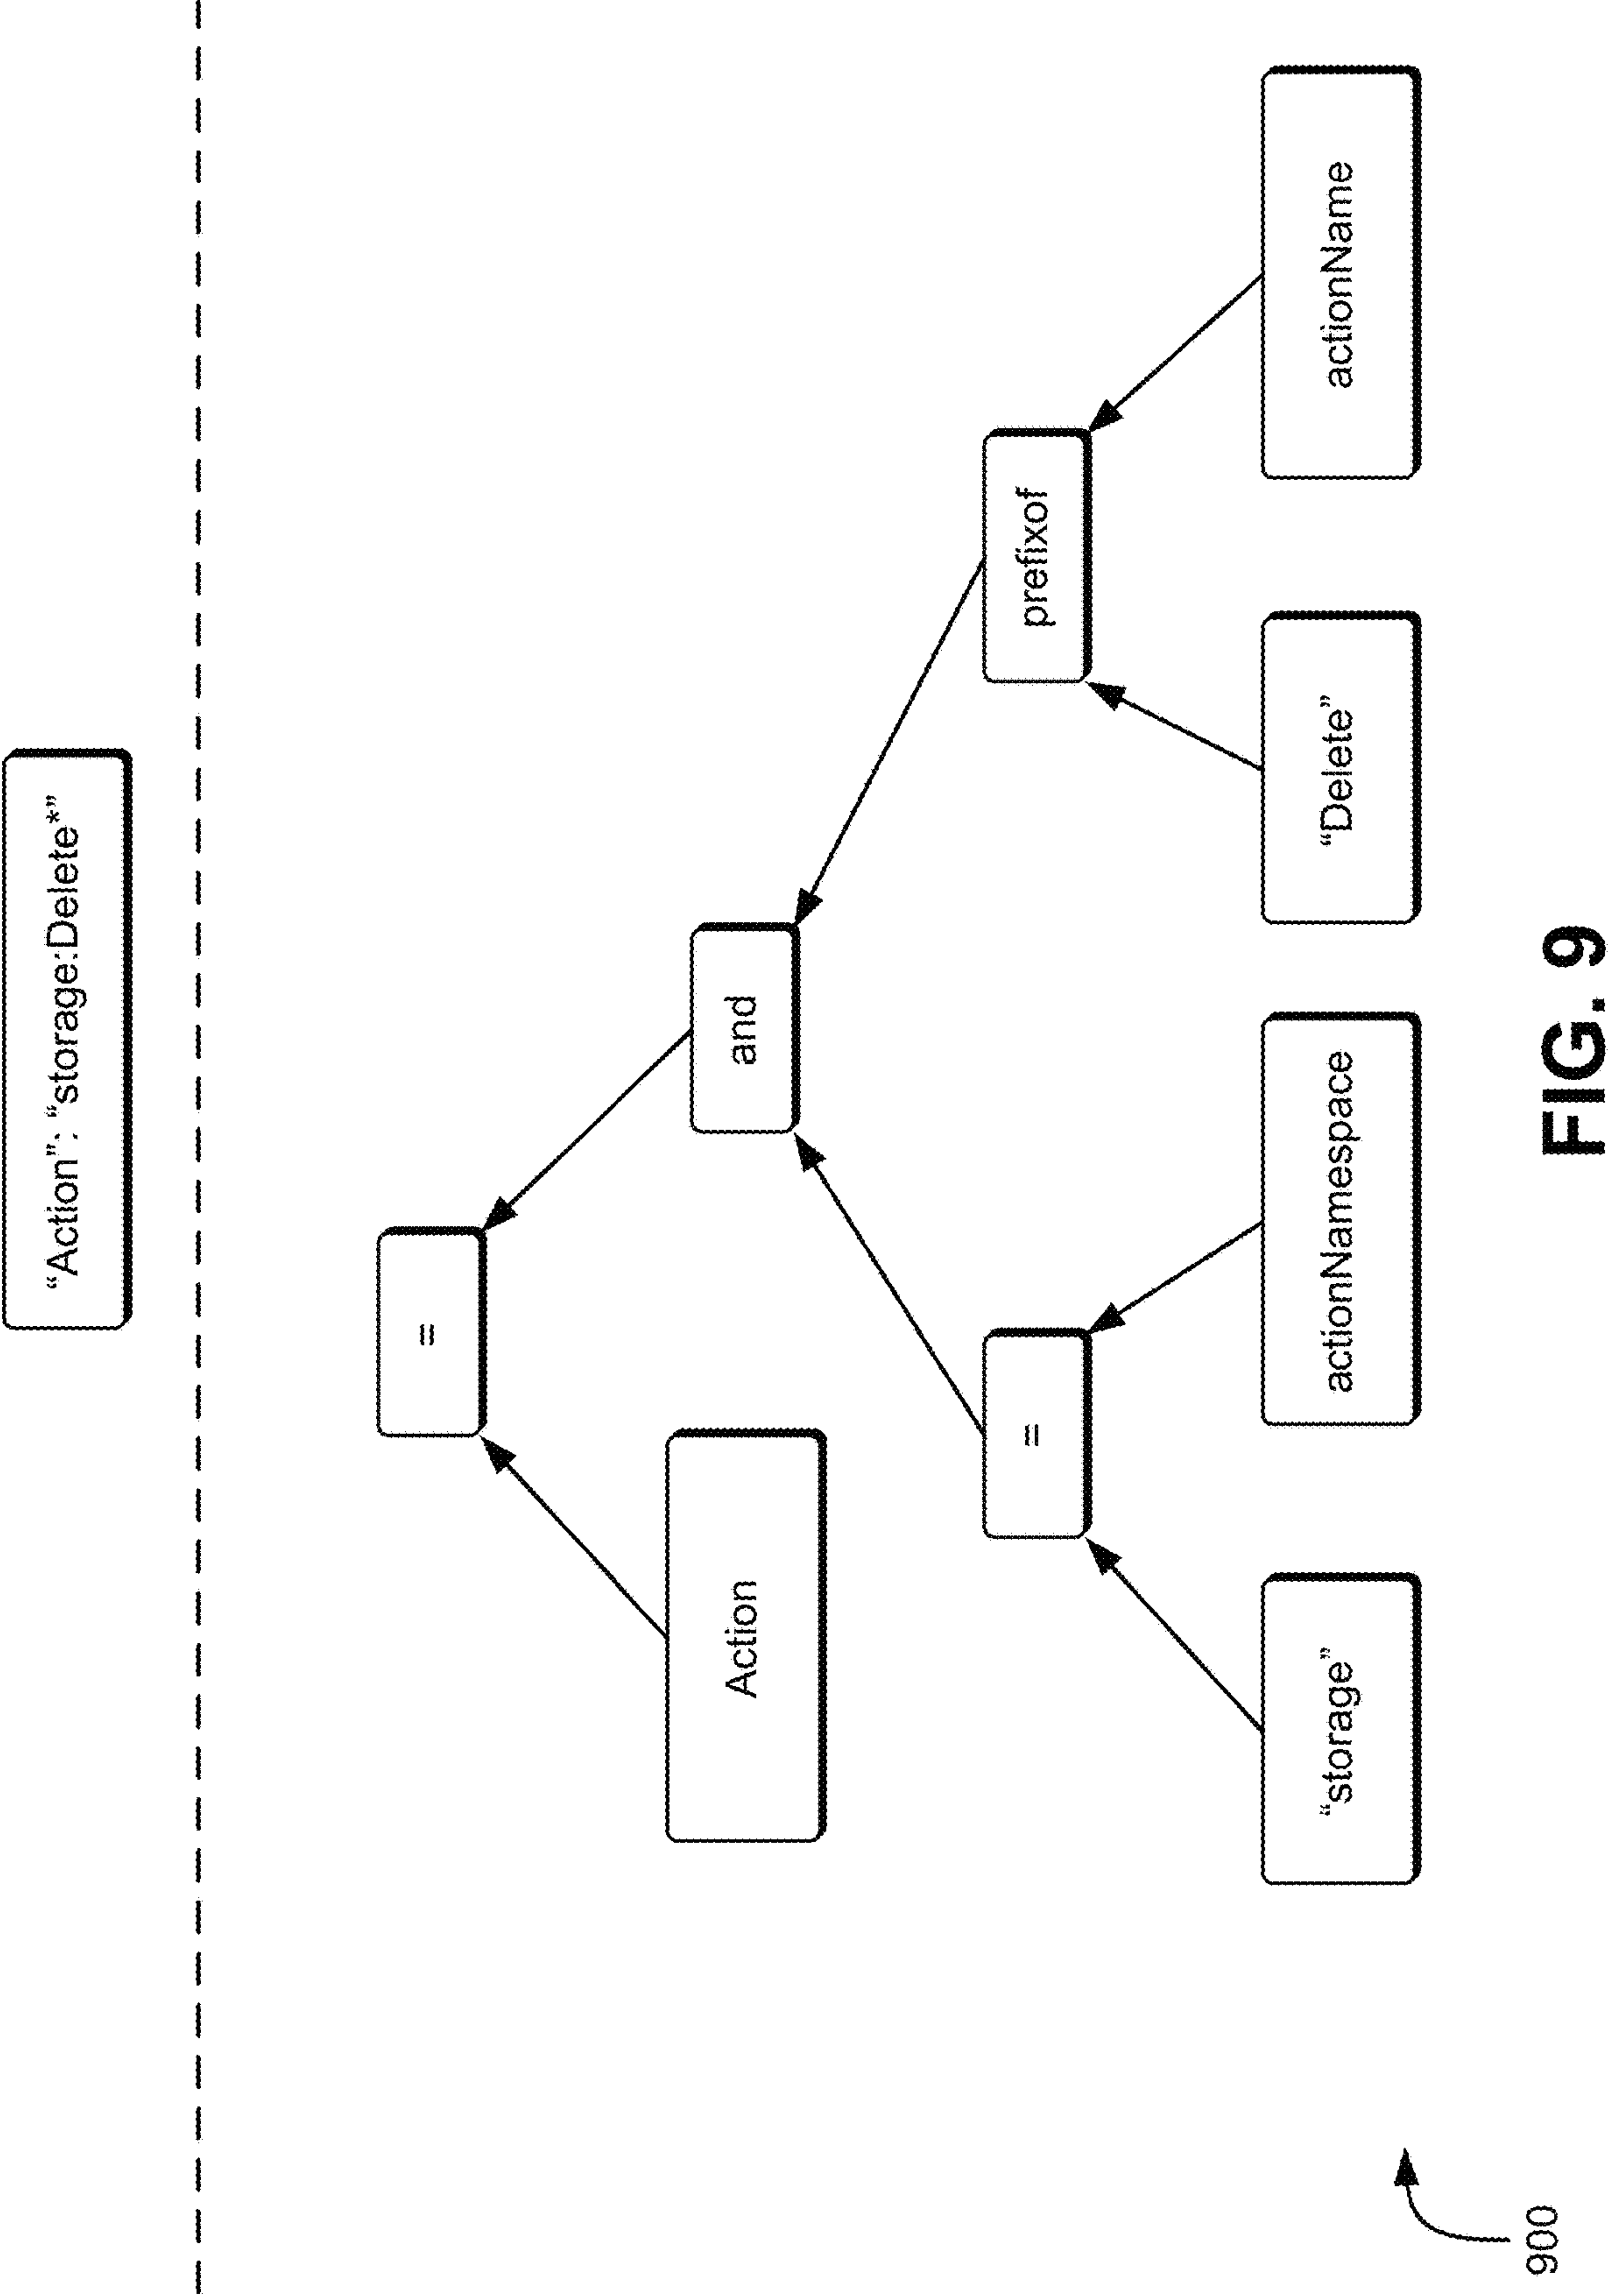 “Action”: “storage:Delete*”
=
Action
and
=
prefixof
“storage”
actionNamespace
“Delete”
actionName
900
FIG. 9